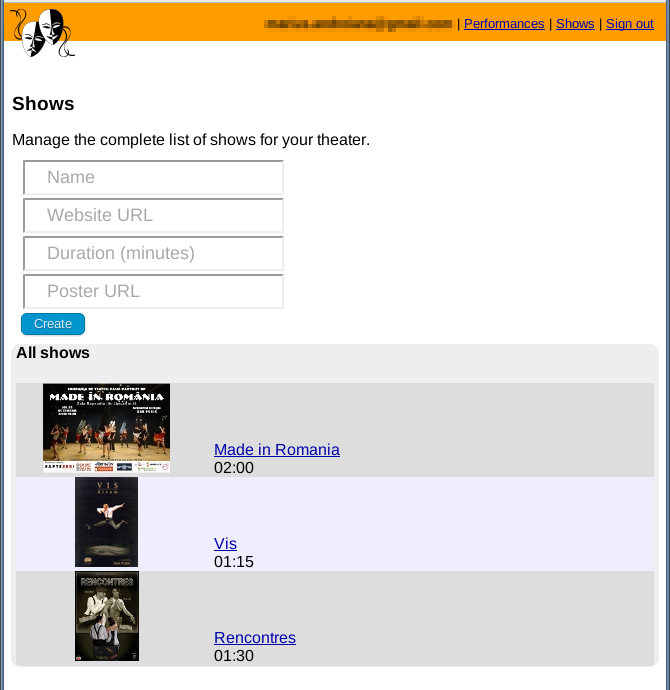 | Performances | Shows | Sign out
Shows
Manage the complete list of shows for your theater.
Name
Website URL
Duration (minutes)
Poster URL
Create
All shows
MADE IN ROMÂNIA
Made in Romania
02:00
VIS
dream
Vis
01:15
RENCONTRES
Rencontres
01:30